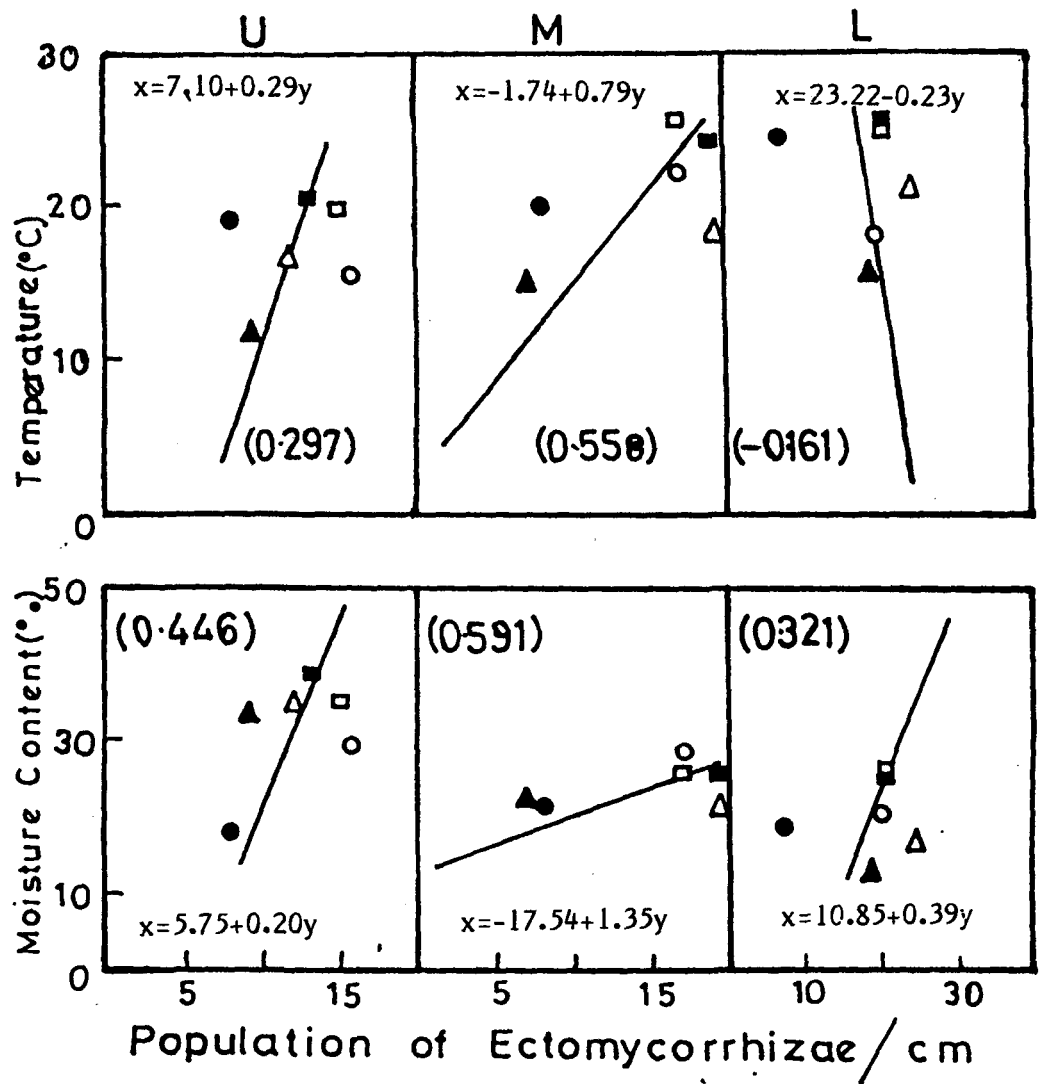 U M L
30
x=7.10+0.29y x=-1.74+0.79y x=23.22-0.23y
20
10
(0.297) (0.558) (-0161)
0
Temperature(°C)
50
(0.446) (0591) (0321)
30
10
x=5.75+0.20y x=-17.54+1.35y x=10.85+0.39y
0
Moisture Content(°.)
5 15 5 15 10 30
Population of Ectomycorrhizae/cm